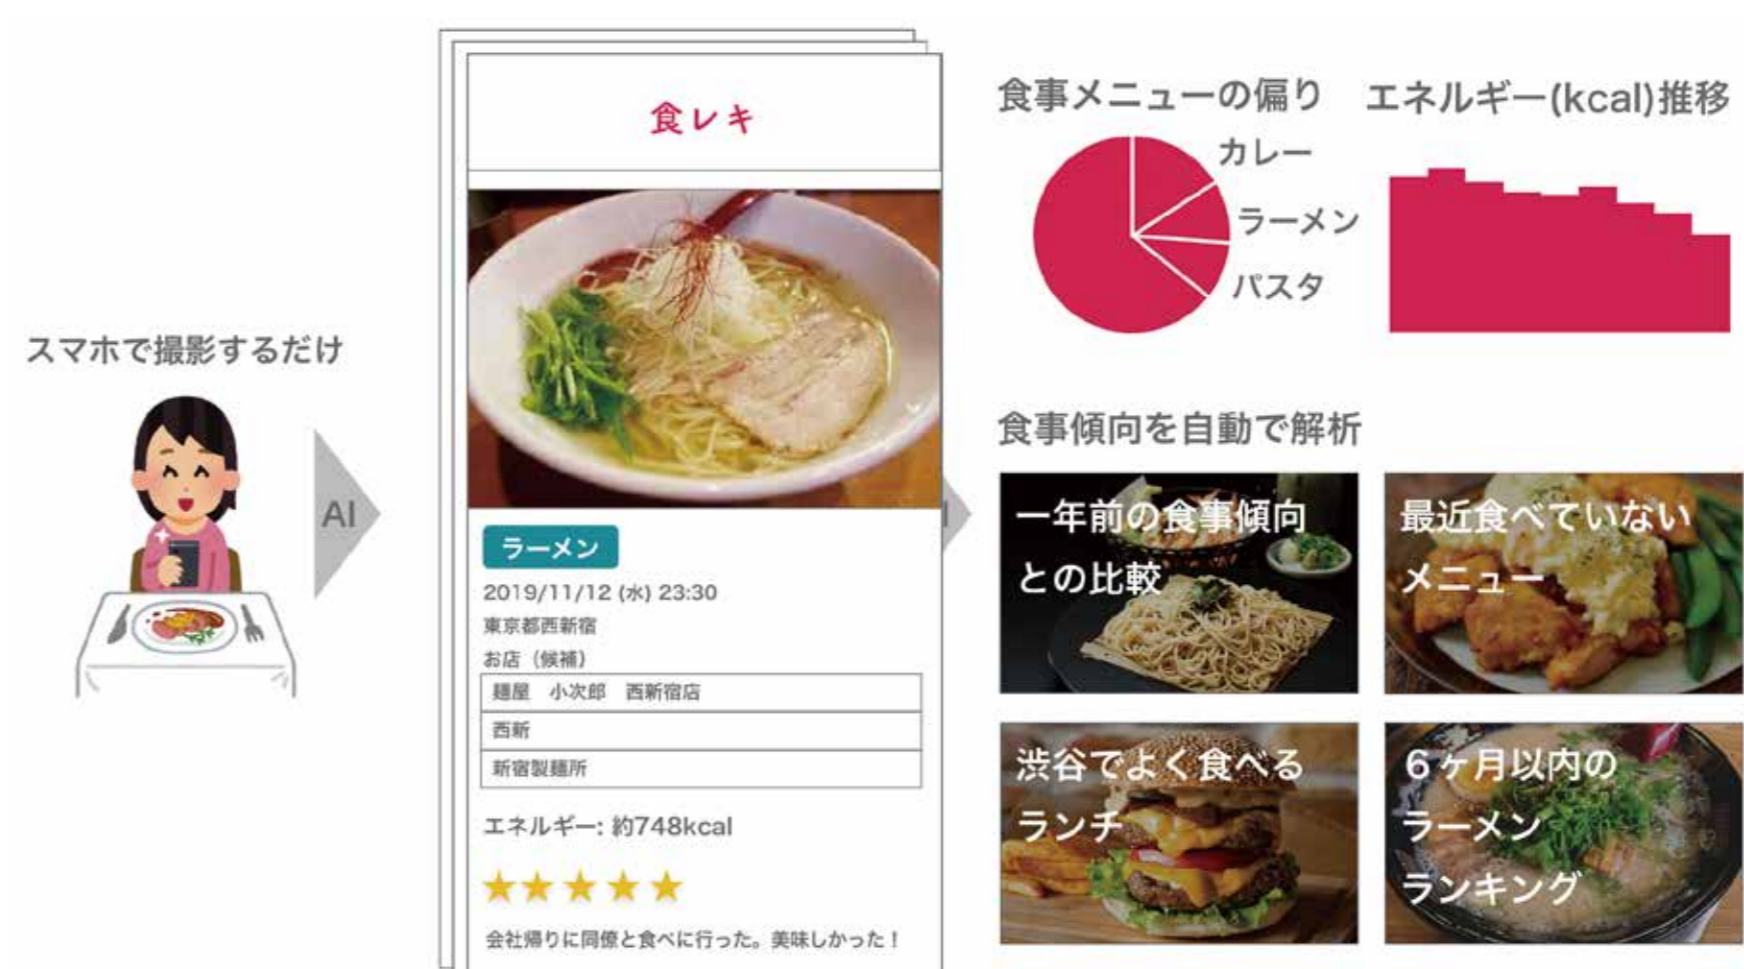 スマホで撮影するだけ
AI
食レキ
ラーメン
2019/11/12 (水) 23:30
東京都西新宿
お店（候補）
麺屋　小次郎　西新宿店
西新
新宿製麺所
エネルギー: 約748kcal
会社帰りに同僚と食べに行った。美味しかった！
食事メニューの偏り
カレー
ラーメン
パスタ
エネルギー(kcal)推移
食事傾向を自動で解析
一年前の食事傾向
との比較
最近食べていない
メニュー
渋谷でよく食べる
ランチ
６ヶ月以内の
ラーメン
ランキング